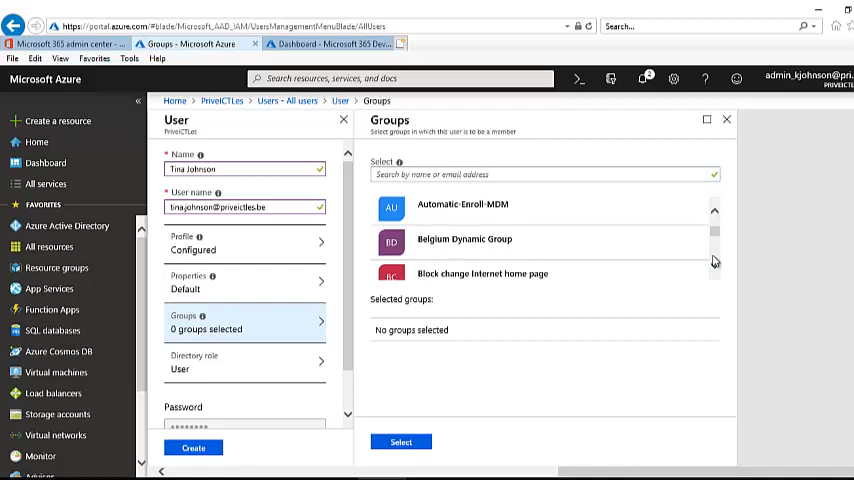 https://portal.azure.com/#blade/Microsoft_AAD_IAM/UsersManagementMenuBlade/AllUsers
Search...
Microsoft 365 admin center - ...
Groups - Microsoft Azure
Dashboard - Microsoft 365 Dev...
File Edit View Favorites Tools Help
Microsoft Azure
Search resources, services, and docs
2
admin_kjohnson@pri...
PRIVEICTLE
Home > PriveICTLes > Users - All users > User > Groups
Create a resource
Home
Dashboard
All services
FAVORITES
Azure Active Directory
All resources
Resource groups
App Services
Function Apps
SQL databases
Azure Cosmos DB
Virtual machines
Load balancers
Storage accounts
Virtual networks
Monitor
Advisor
User
PriveICTLes
* Name
Tina Johnson
* User name
tina.johnson@priveictles.be
Profile
Configured
Properties
Default
Groups
0 groups selected
Directory role
User
Password
Create
Groups
Select groups in which this user is to be a member
Select
Search by name or email address
AU Automatic-Enroll-MDM
BD Belgium Dynamic Group
BC Block change Internet home page
Selected groups:
No groups selected
Select